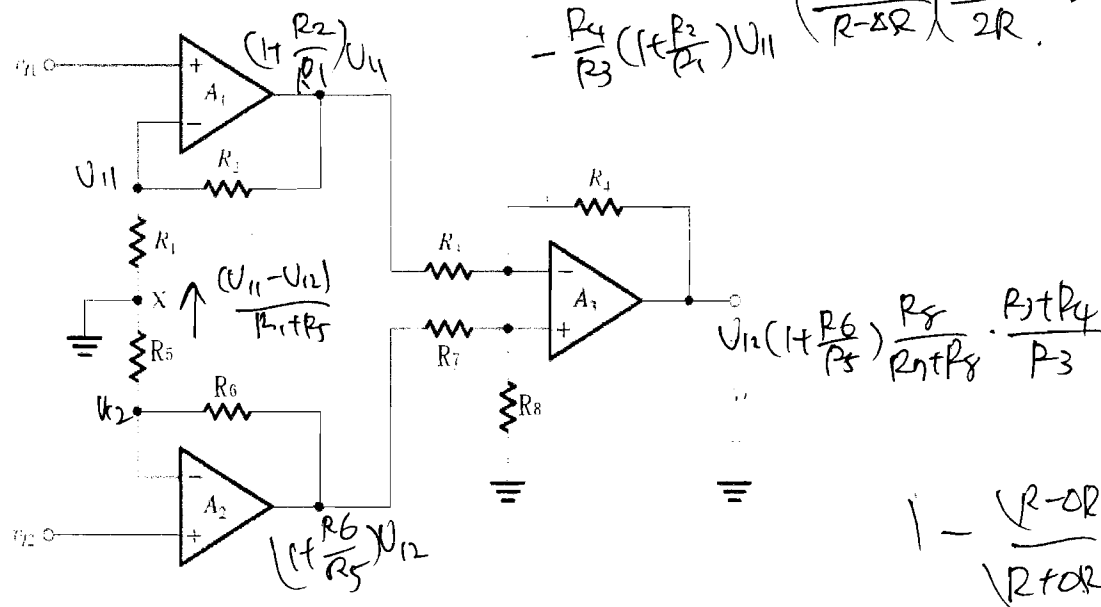 (1+ R2/R1) U11
- R4/R3 (1+ R2/R1) U11
R-ΔR
2R .
+
A1
-
R2
U11
R4
R1
X
(U11-U12)/R1+R5
-
A3
+
R5
R7
U12(1+ R6/R5) R8/R7+R8 . R3+R4/R3
R6
R8
-
A2
+
(1+ R6/R5) U12
1 - R-ΔR/R+ΔR